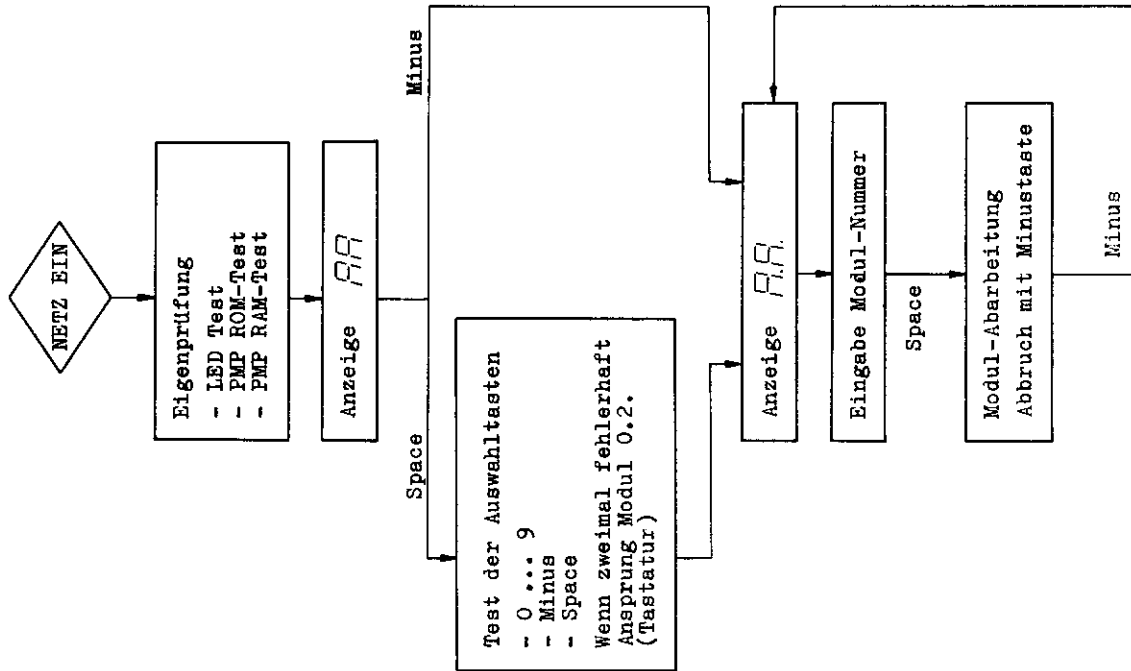 NETZ EIN
Eigenprüfung
- LED Test
- PMP ROM-Test
- PMP RAM-Test
Anzeige AA
Space
Minus
Test der Auswahltasten
- 0 ... 9
- Minus
- Space
Wenn zweimal fehlerhaft
Ansprung Modul 0.2.
(Tastatur)
Anzeige A.A.
Eingabe Modul-Nummer
Space
Modul-Abarbeitung
Abbruch mit Minustaste
Minus